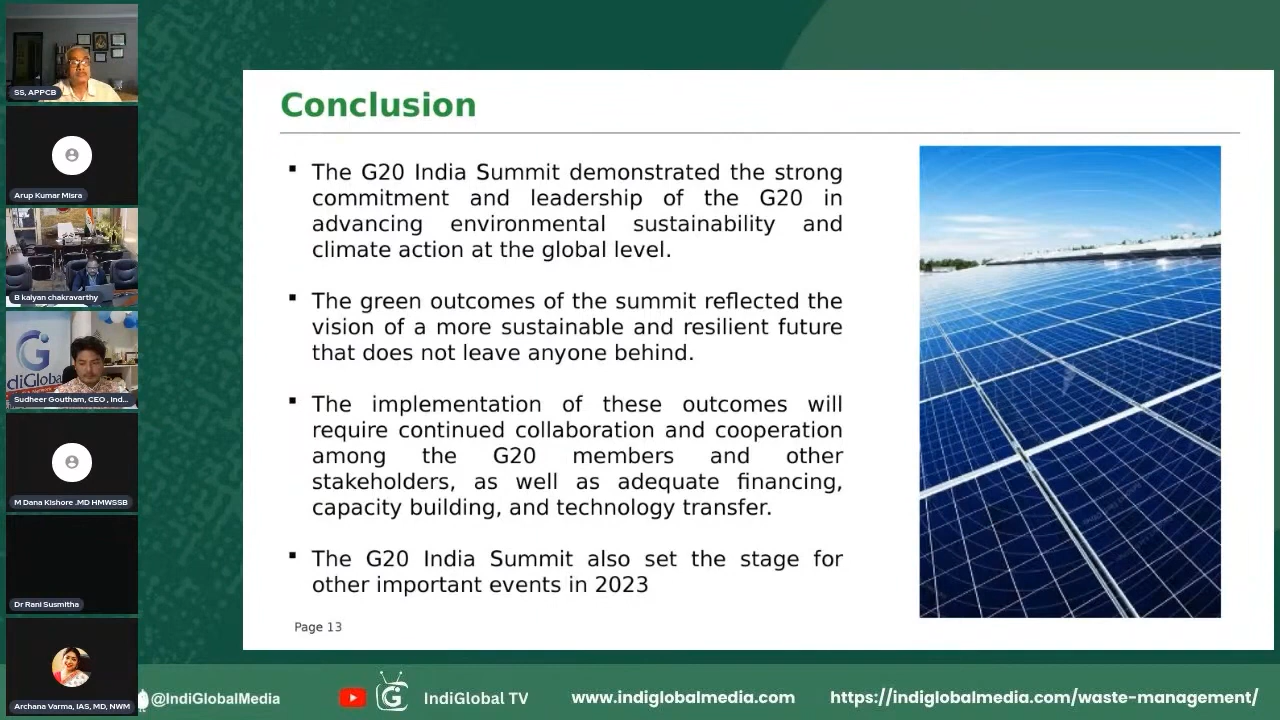 SS, APPCB
Arup Kumar Misra
B kalyan chakravarthy
diGloba
Sudheer Goutham, CEO , Ind...
M Dana Kishore .MD HMWSSB
Dr Rani Susmitha
Archana Varma, IAS, MD, NWM
Conclusion
▪ The G20 India Summit demonstrated the strong
commitment and leadership of the G20 in
advancing environmental sustainability and
climate action at the global level.
▪ The green outcomes of the summit reflected the
vision of a more sustainable and resilient future
that does not leave anyone behind.
▪ The implementation of these outcomes will
require continued collaboration and cooperation
among the G20 members and other
stakeholders, as well as adequate financing,
capacity building, and technology transfer.
▪ The G20 India Summit also set the stage for
other important events in 2023
Page 13
@IndiGlobalMedia
IndiGlobal TV
www.indiglobalmedia.com
https://indiglobalmedia.com/waste-management/